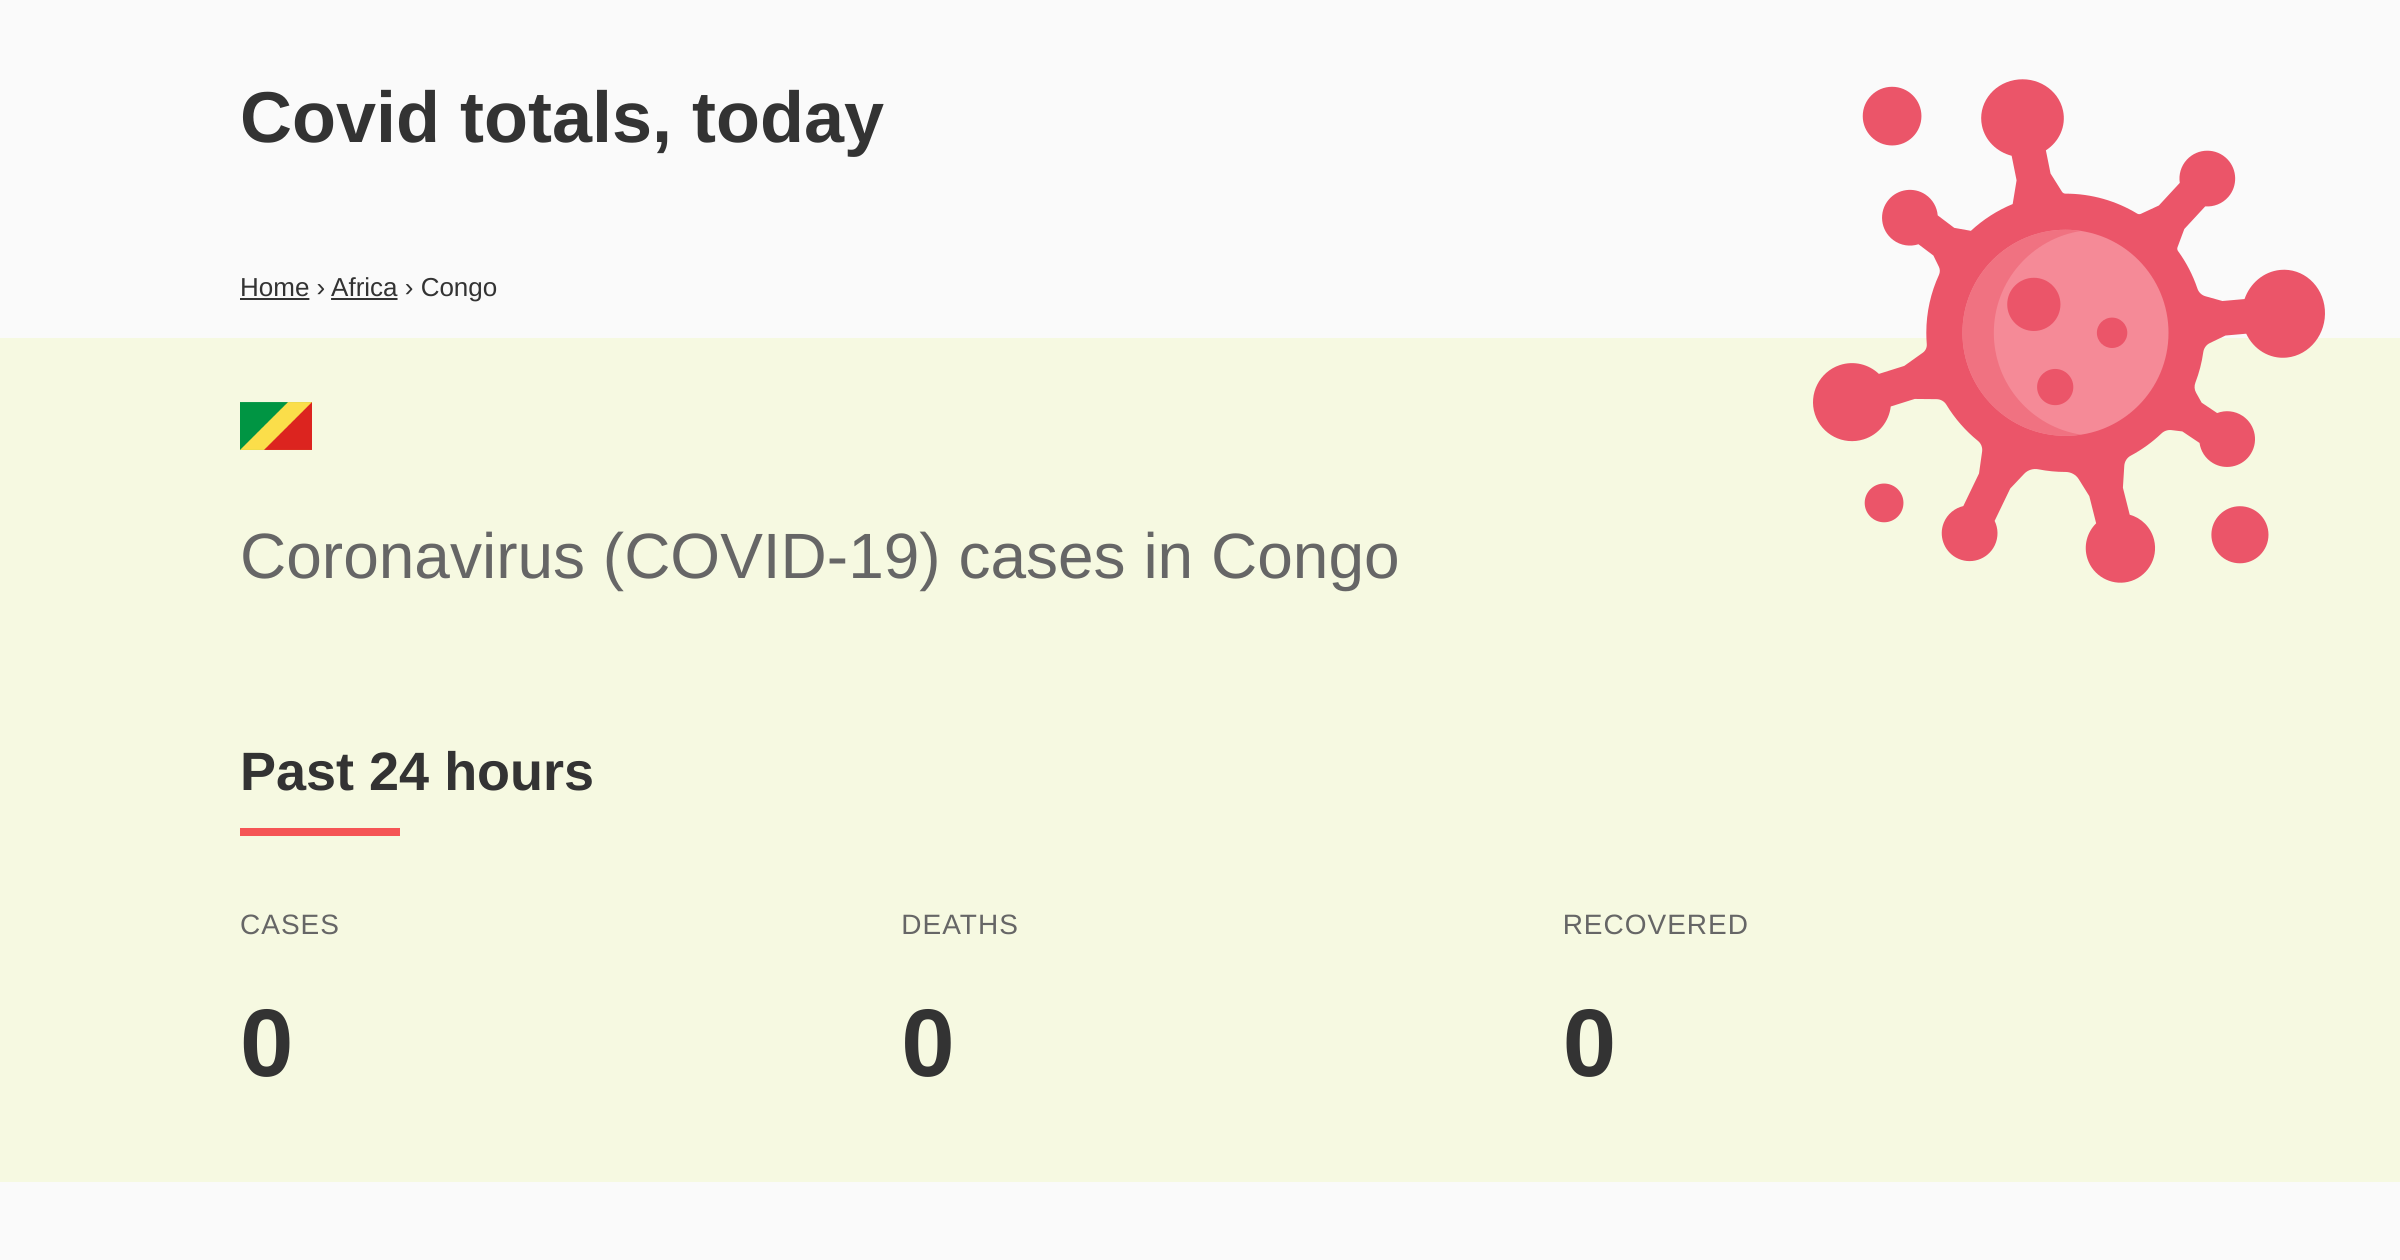 Covid totals, today
Home › Africa › Congo
Coronavirus (COVID-19) cases in Congo
Past 24 hours
CASES
DEATHS
RECOVERED
0
0
0